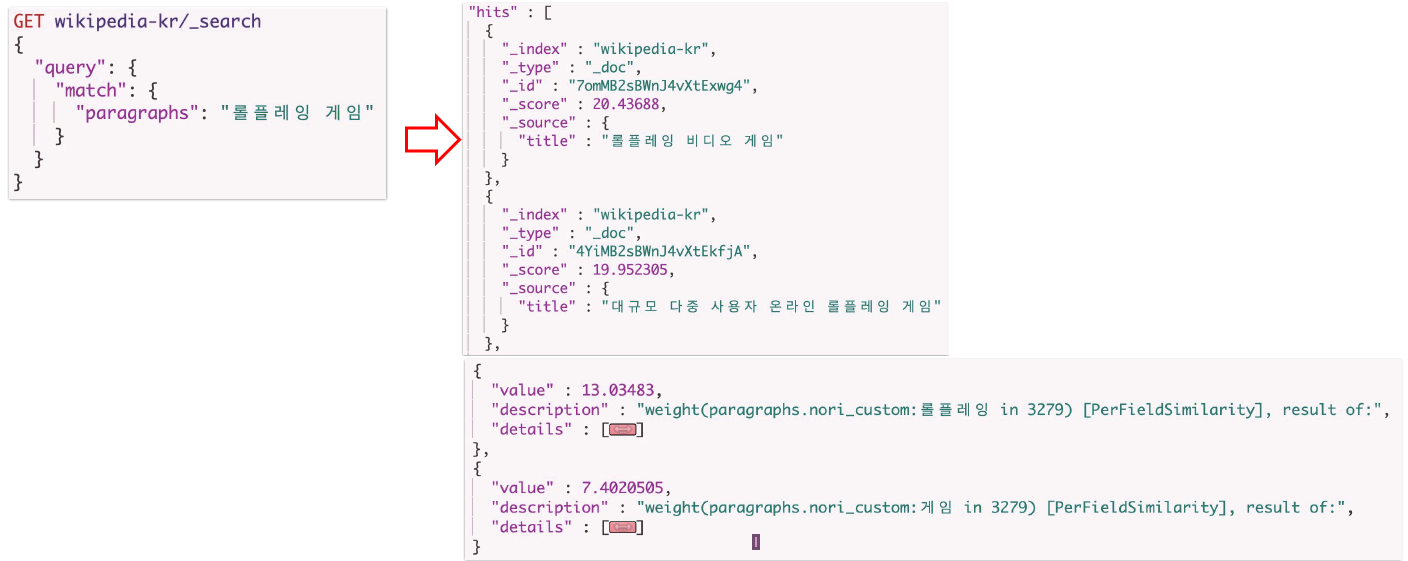 GET wikipedia-kr/_search
{
"query": {
"match": {
"paragraphs": "롤플레잉 게임"
}
}
}
"hits" : [
{
"_index" : "wikipedia-kr",
"_type" : "_doc",
"_id" : "7omMB2sBWnJ4vXtExwg4",
"_score" : 20.43688,
"_source" : {
"title" : "롤플레잉 비디오 게임"
}
},
{
"_index" : "wikipedia-kr",
"_type" : "_doc",
"_id" : "4YiMB2sBWnJ4vXtEkfjA",
"_score" : 19.952305,
"_source" : {
"title" : "대규모 다중 사용자 온라인 롤플레잉 게임"
}
},
{
"value" : 13.03483,
"description" : "weight(paragraphs.nori_custom:롤플레잉 in 3279) [PerFieldSimilarity], result of:",
"details" : []
},
{
"value" : 7.4020505,
"description" : "weight(paragraphs.nori_custom:게임 in 3279) [PerFieldSimilarity], result of:",
"details" : []
}